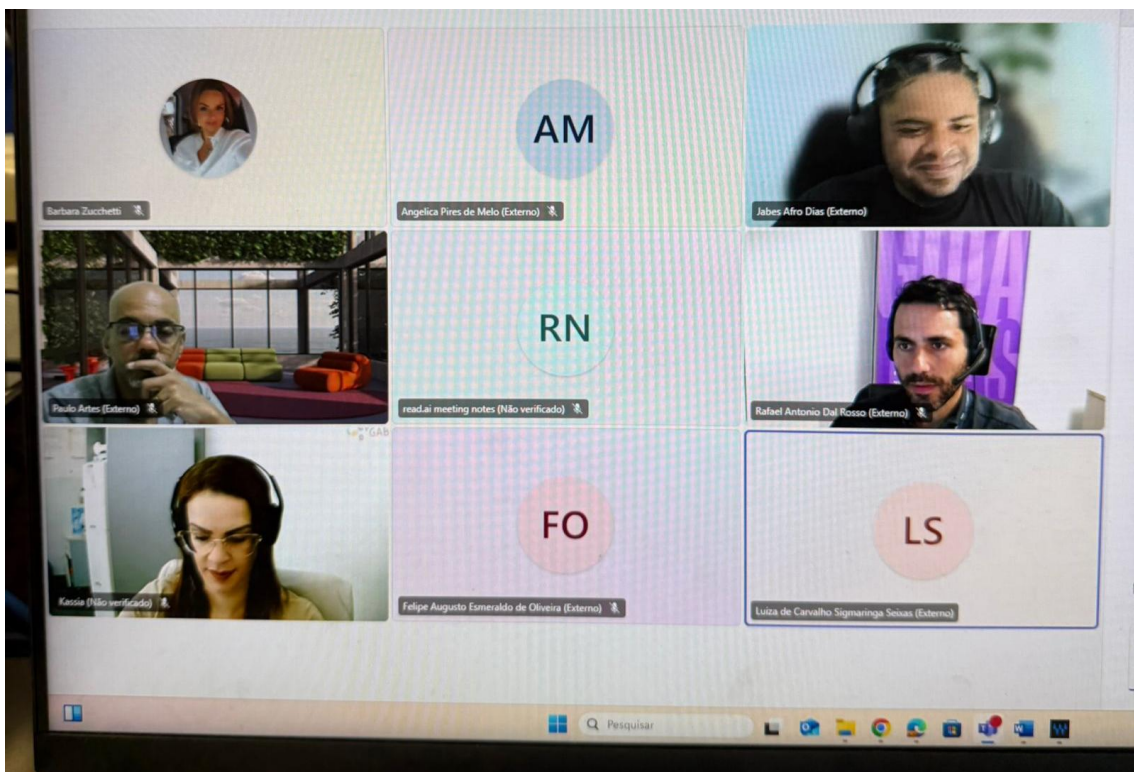 Barbara Zucchetti
AM
Angelica Pires de Melo (Externo)
Jabes Afro Dias (Externo)
Paulo Artes (Externo)
RN
read.ai meeting notes (Não verificado)
Rafael Antonio Dal Rosso (Externo)
GAB
Kassia (Não verificado)
FO
Felipe Augusto Esmeraldo de Oliveira (Externo)
LS
Luiza de Carvalho Sigmaringa Seixas (Externo)
Pesquisar